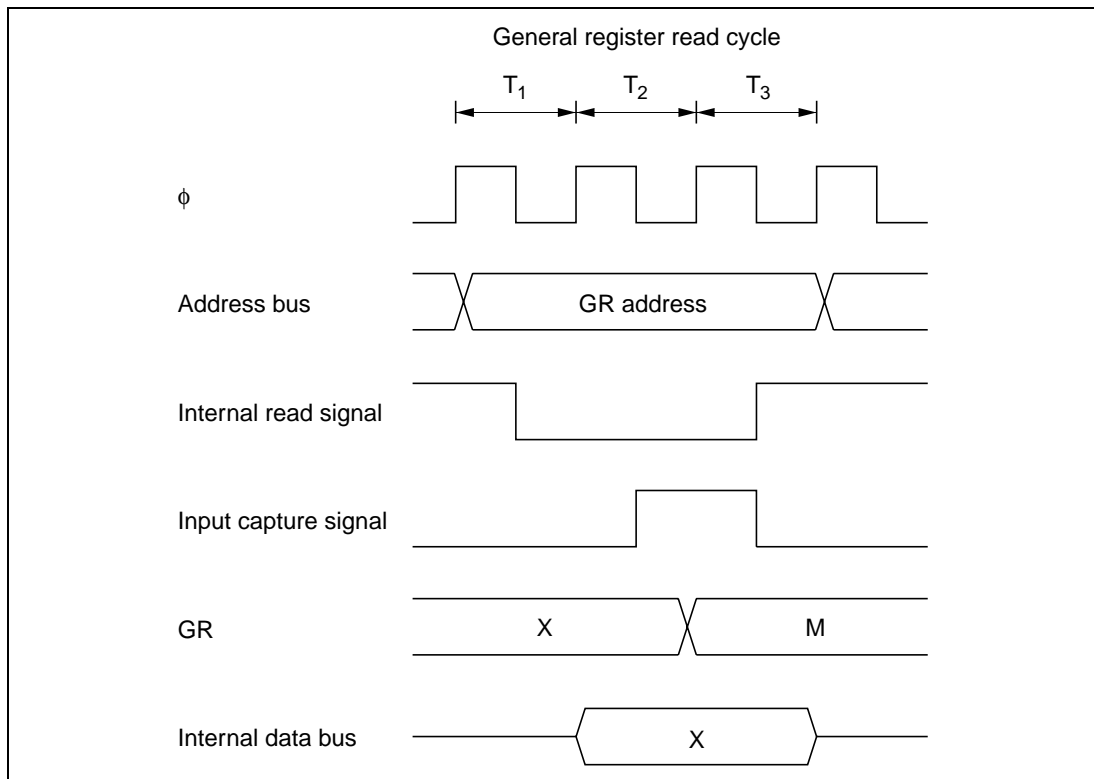 General register read cycle
T1 T2 T3
φ
Address bus GR address
Internal read signal
Input capture signal
GR X M
Internal data bus X